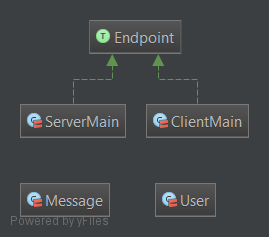 Endpoint
ServerMain
ClientMain
Message
User
Powered by yFiles